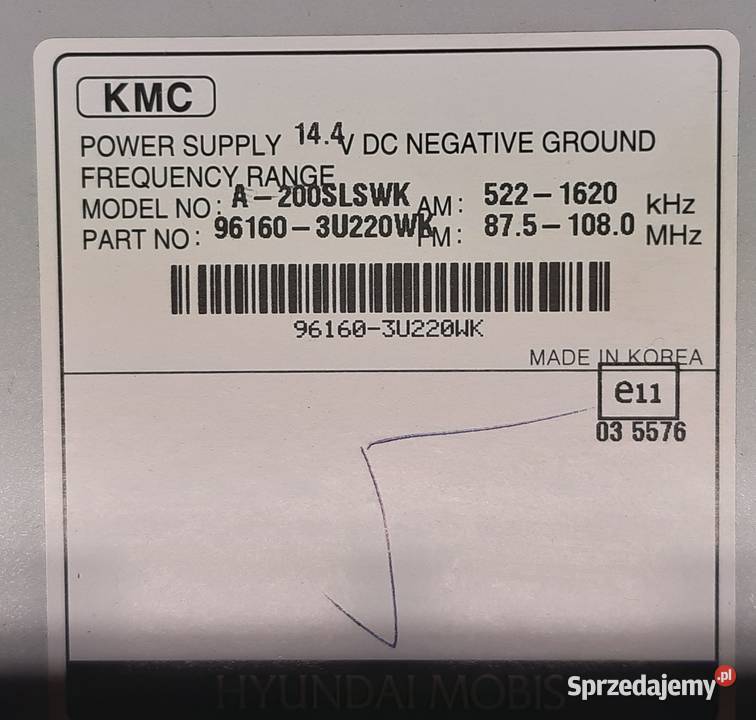 KMC
POWER SUPPLY 14.4V DC NEGATIVE GROUND
FREQUENCY RANGE
MODEL NO: A-200SLSWK AM: 522-1620 kHz
PART NO: 96160-3U220WK FM: 87.5-108.0 MHz
96160-3U220WK
MADE IN KOREA
e11
03 5576
HYUNDAI MOBIS
Sprzedajemy.pl